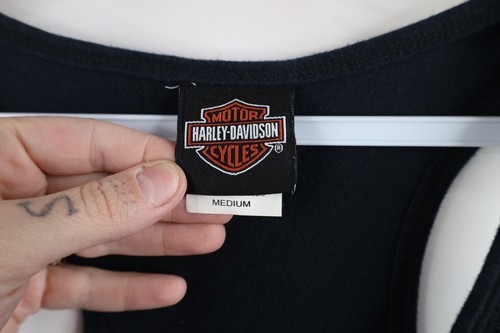 MOTOR
HARLEY-DAVIDSON
CYCLES®
MEDIUM
S